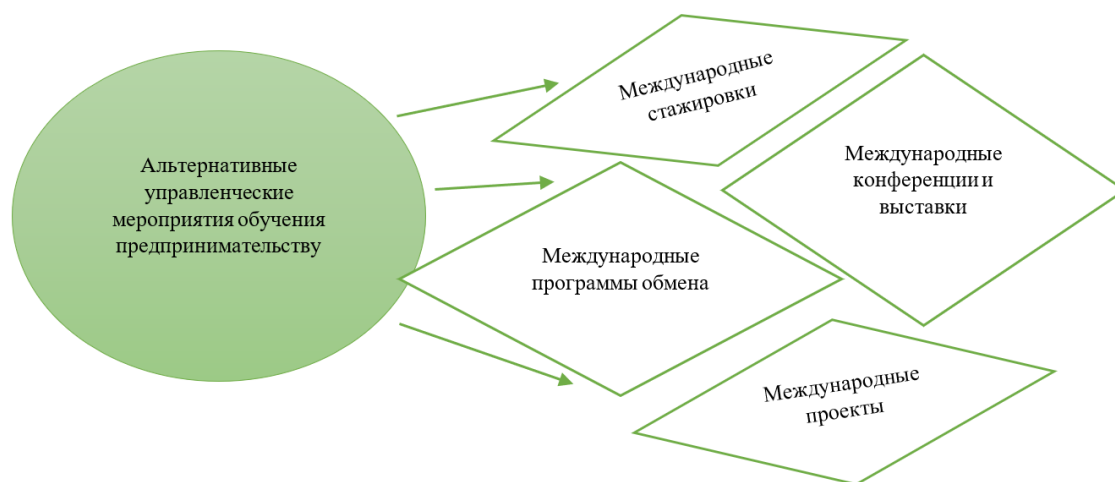 Альтернативные
управленческие
мероприятия обучения
предпринимательству
Международные
стажировки
Международные
конференции и
выставки
Международные
программы обмена
Международные
проекты